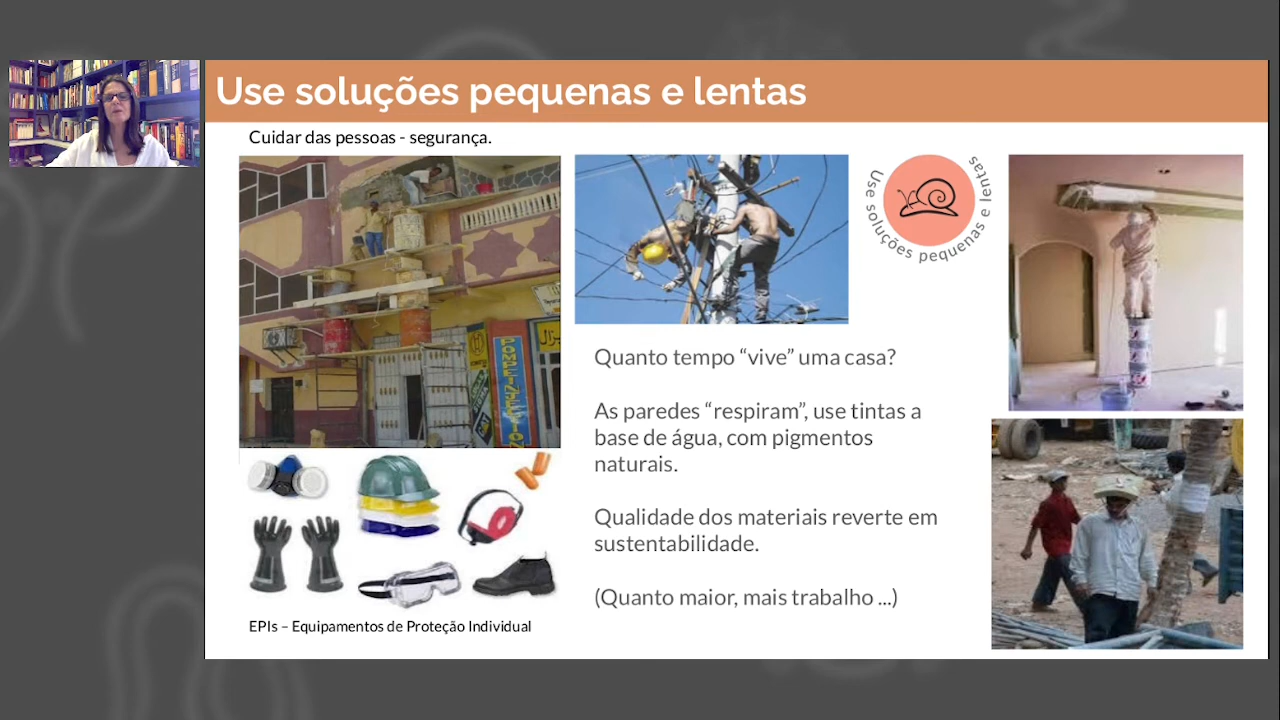 Use soluções pequenas e lentas
Cuidar das pessoas - segurança.
POMPE INJECTION
Use soluções pequenas e lentas
Quanto tempo “vive” uma casa?
As paredes “respiram”, use tintas a
base de água, com pigmentos
naturais.
Qualidade dos materiais reverte em
sustentabilidade.
(Quanto maior, mais trabalho ...)
EPIs – Equipamentos de Proteção Individual